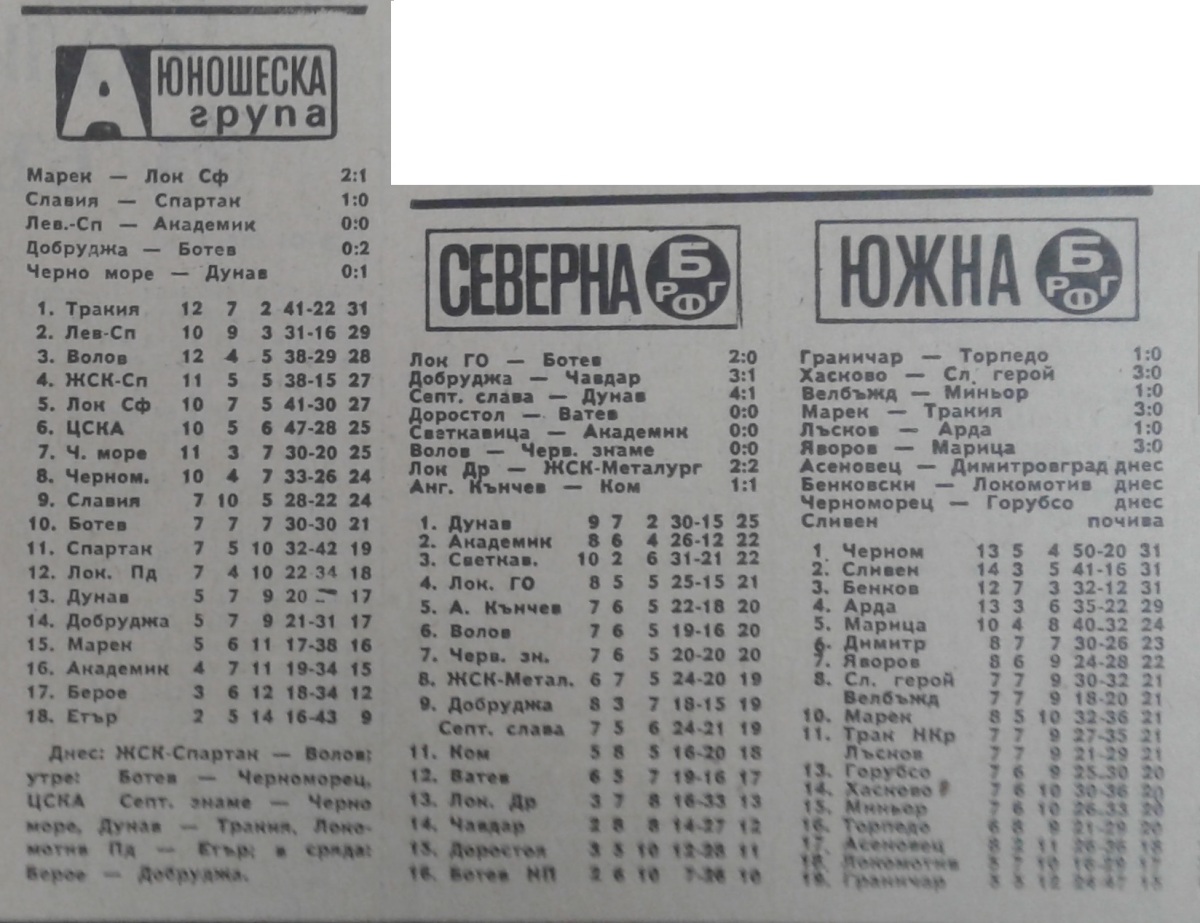 А ЮНОШЕСКА
група
Марек — Лок Сф 2:1
Славия — Спартак 1:0
Лев.-Сп — Академик 0:0
Добруджа — Ботев 0:2
Черно море — Дунав 0:1
1. Тракия 12 7 2 41-22 31
2. Лев-Сп 10 9 3 31-16 29
3. Волов 12 4 5 38-29 28
4. ЖСК-Сп 11 5 5 38-15 27
5. Лок Сф 10 7 5 41-30 27
6. ЦСКА 10 5 6 47-28 25
7. Ч. море 11 3 7 30-20 25
8. Черном. 10 4 7 33-26 24
9. Славия 7 10 5 28-22 24
10. Ботев 7 7 7 30-30 21
11. Спартак 7 5 10 32-42 19
12. Лок. Пд 7 4 10 22-34 18
13. Дунав 5 7 9 20 17
14. Добруджа 5 7 9 21-31 17
15. Марек 5 6 11 17-38 16
16. Академик 4 7 11 19-34 15
17. Берое 3 6 12 18-34 12
18. Етър 2 5 14 16-43 9
Днес: ЖСК-Спартак — Волов;
утре: Ботев — Черноморец,
ЦСКА Септ. знаме — Черно
море, Дунав — Тракия, Локо-
мотив Пд — Етър; в сряда:
Берое — Добруджа.
СЕВЕРНА БРФГ
Лок ГО — Ботев 2:0
Добруджа — Чавдар 3:1
Септ. слава — Дунав 4:1
Доростол — Ватев 0:0
Светкавица — Академик 0:0
Волов — Черв. знаме 0:0
Лок Др — ЖСК-Металург 2:2
Анг. Кънчев — Ком 1:1
1. Дунав 9 7 2 30-15 25
2. Академик 8 6 4 26-12 22
3. Светкав. 10 2 6 31-21 22
4. Лок. ГО 8 5 5 25-15 21
5. А. Кънчев 7 6 5 22-18 20
6. Волов 7 6 5 19-16 20
7. Черв. зн. 7 6 5 20-20 20
8. ЖСК-Метал. 6 7 5 24-20 19
9. Добруджа 8 3 7 18-15 19
Септ. слава 7 5 6 24-21 19
11. Ком 5 8 5 16-20 18
12. Ватев 6 5 7 19-16 17
13. Лок. Др 3 7 8 16-33 13
14. Чавдар 2 8 8 14-27 12
15. Доростол 3 5 10 12-28 11
16. Ботев НП 2 6 10 7-26 10
ЮЖНА БРФГ
Граничар — Торпедо 1:0
Хасково — Сл. герой 3:0
Велбъжд — Миньор 1:0
Марек — Тракия 3:0
Лъсков — Арда 1:0
Яворов — Марица 3:0
Асеновец — Димитровград днес
Бенковски — Локомотив днес
Черноморец — Горубсо днес
Сливен почива
1. Черном 13 5 4 50-20 31
2. Сливен 14 3 5 41-16 31
3. Бенков 12 7 3 32-12 31
4. Арда 13 3 6 35-22 29
5. Марица 10 4 8 40-32 24
6. Димитр 8 7 7 30-26 23
7. Яворов 8 6 9 24-28 22
8. Сл. герой 7 7 9 30-32 21
Велбъжд 7 7 9 18-20 21
10. Марек 8 5 10 32-36 21
11. Трак НКр 7 7 9 27-35 21
Лъсков 7 7 9 21-29 21
13. Горубсо 7 6 9 25-30 20
14. Хасково 7 6 10 30-36 20
15. Миньор 7 6 10 26-33 20
16. Торпедо 6 8 9 21-29 20
17. Асеновец 8 2 11 26-36 18
18. Локомотив 5 7 10 18-29 17
19. Граничар 5 5 12